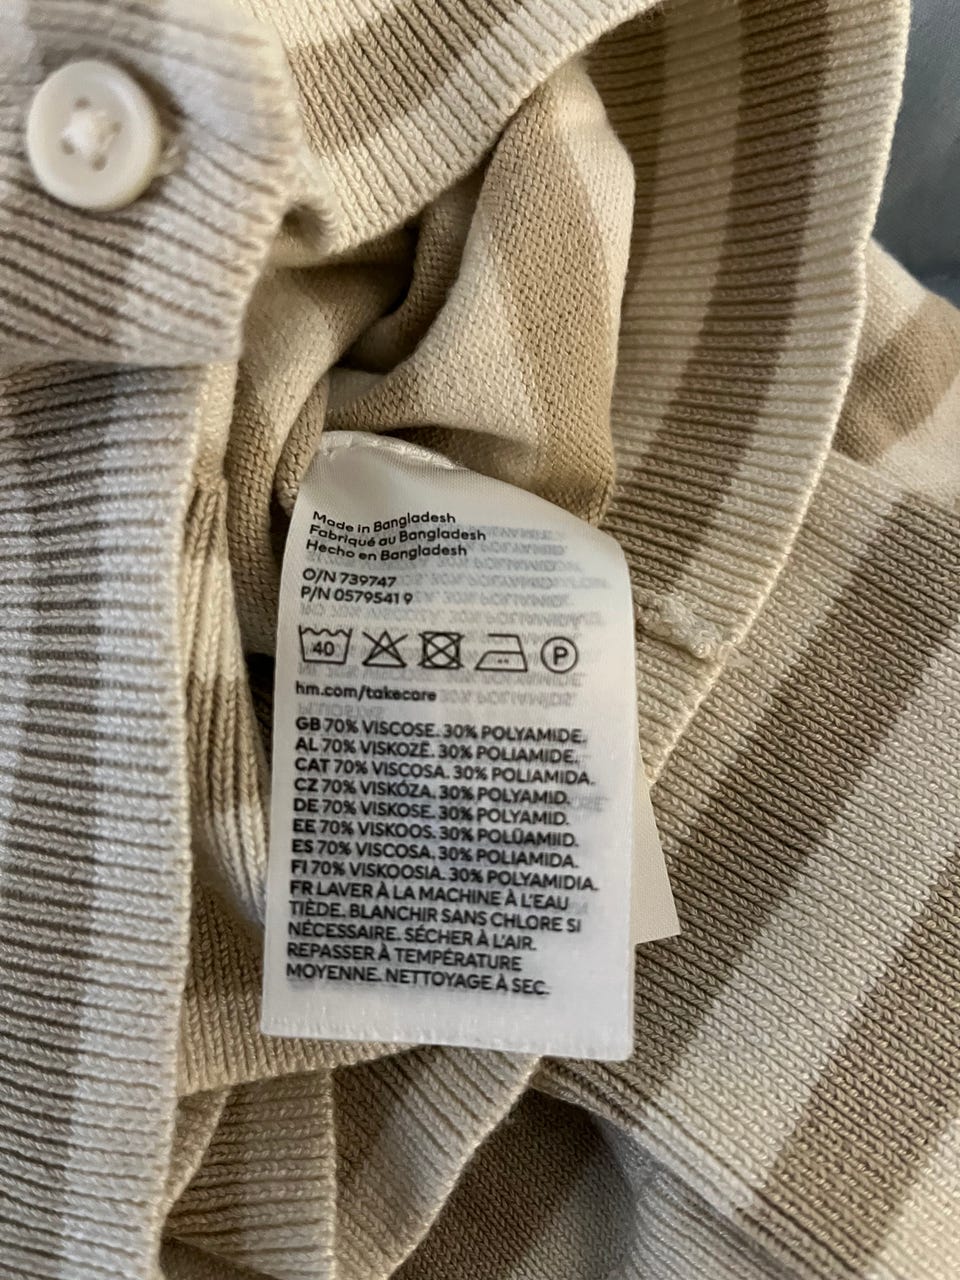 Made in Bangladesh
Fabriqué au Bangladesh
Hecho en Bangladesh
O/N 739747
P/N 0579541 9
40
P
hm.com/takecare
GB 70% VISCOSE. 30% POLYAMIDE.
AL 70% VISKOZË. 30% POLIAMIDE.
CAT 70% VISCOSA. 30% POLIAMIDA.
CZ 70% VISKÓZA. 30% POLYAMID.
DE 70% VISKOSE. 30% POLYAMID.
EE 70% VISKOOS. 30% POLÜAMIID.
ES 70% VISCOSA. 30% POLIAMIDA.
FI 70% VISKOOSIA. 30% POLYAMIDIA.
FR LAVER À LA MACHINE À L'EAU
TIÈDE. BLANCHIR SANS CHLORE SI
NÉCESSAIRE. SÉCHER À L'AIR.
REPASSER À TEMPÉRATURE
MOYENNE. NETTOYAGE À SEC.